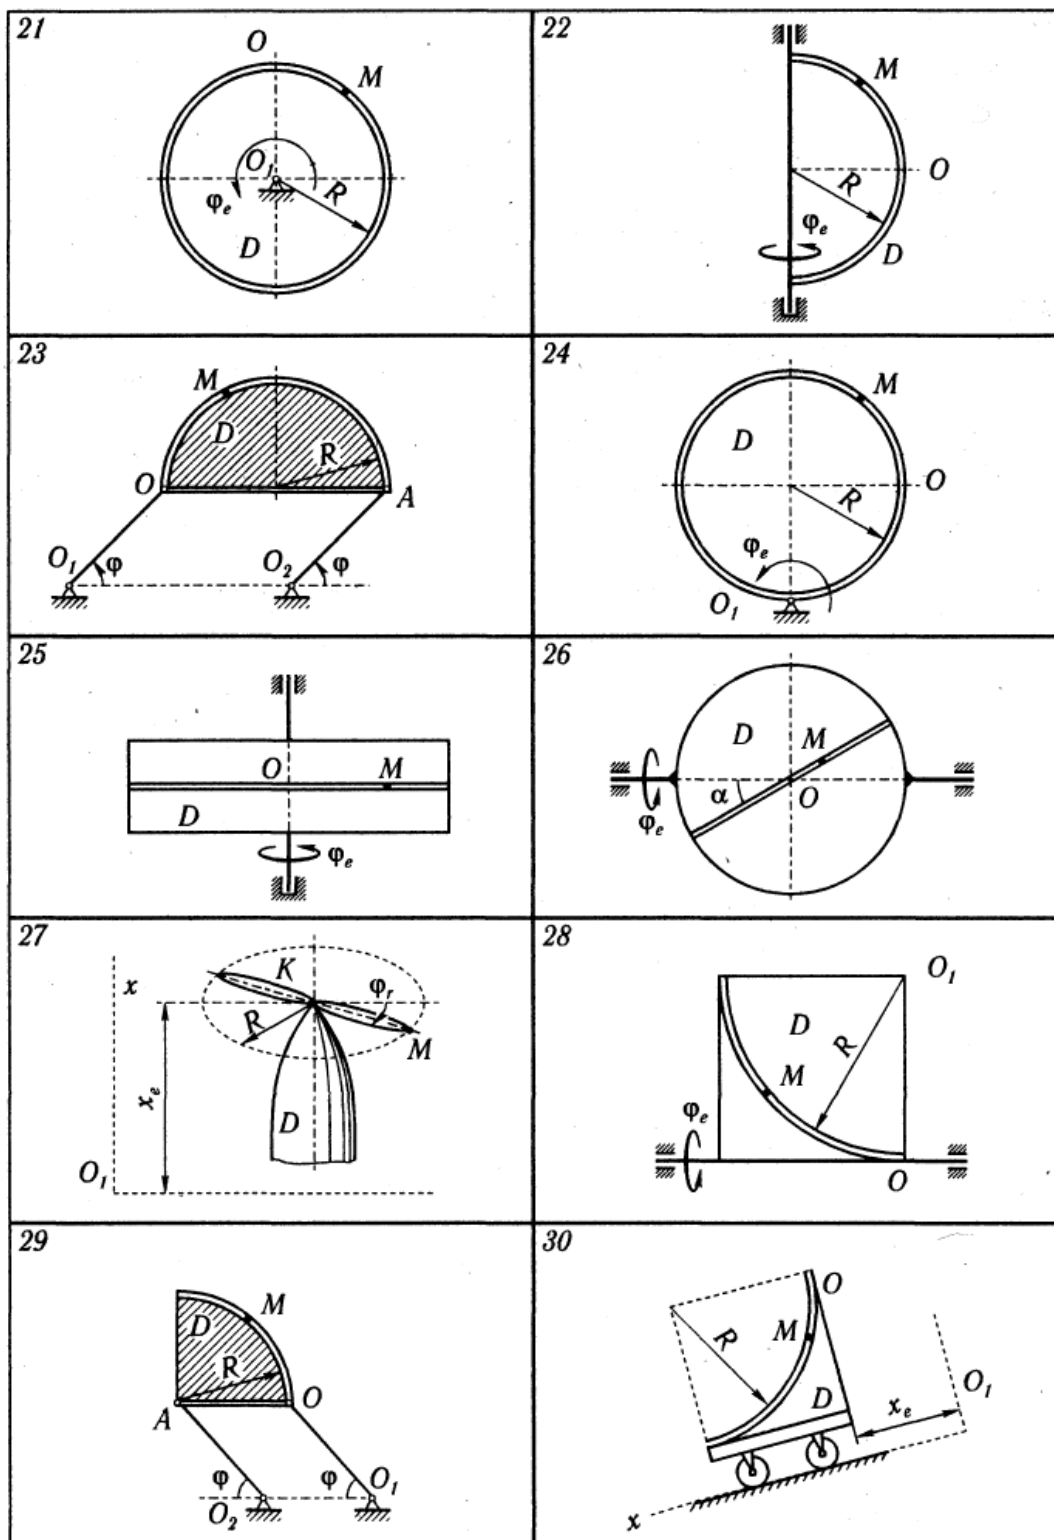 21
O
M
O₁
φₑ
R
D
22
M
R
O
φₑ
D
23
M
D
R
O
A
O₁
φ
O₂
φ
24
M
D
R
O
φₑ
O₁
25
O
M
D
φₑ
26
D
M
α
O
φₑ
27
x
K
φᵣ
R
M
xₑ
D
O₁
28
O₁
D
R
M
φₑ
O
29
D
M
R
A
O
φ
φ
O₁
O₂
30
O
R
M
D
O₁
xₑ
x